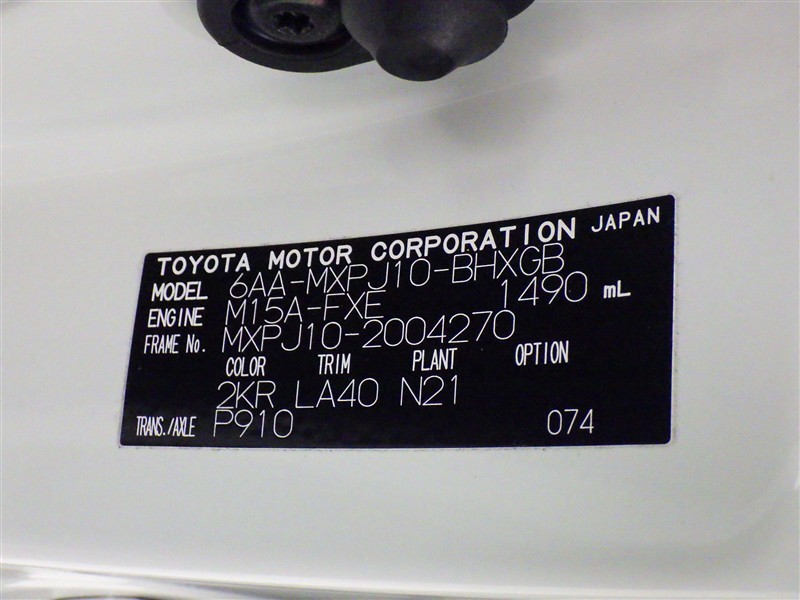 TOYOTA MOTOR CORPORATION JAPAN
MODEL 6AA-MXPJ10-BHXGB
ENGINE M15A-FXE 1490 mL
FRAME No. MXPJ10-2004270
COLOR TRIM PLANT OPTION
2KR LA40 N21
TRANS./AXLE P910 074